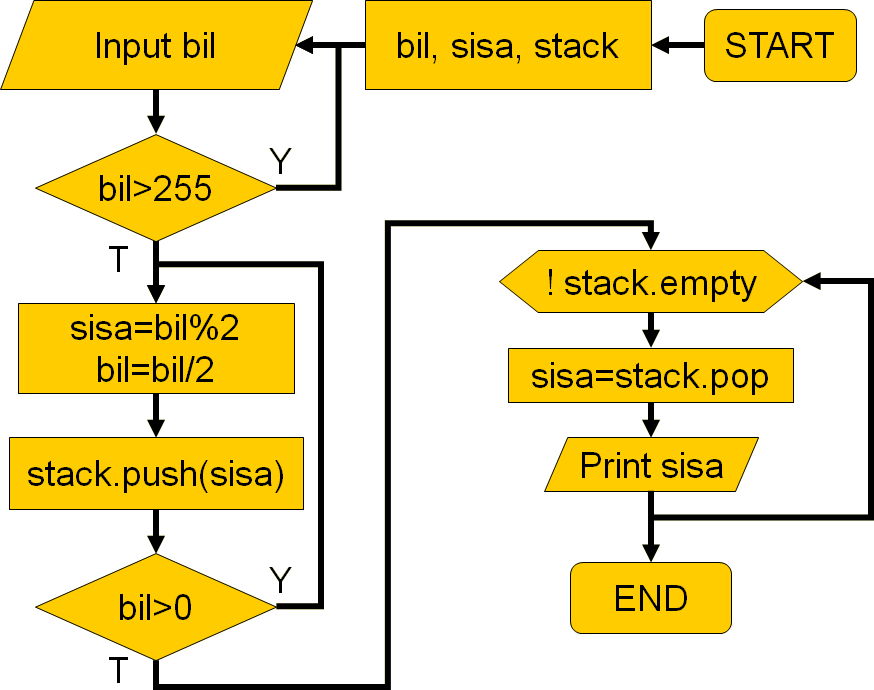 START
bil, sisa, stack
Input bil
bil>255
Y
T
sisa=bil%2
bil=bil/2
stack.push(sisa)
bil>0
Y
T
! stack.empty
sisa=stack.pop
Print sisa
END